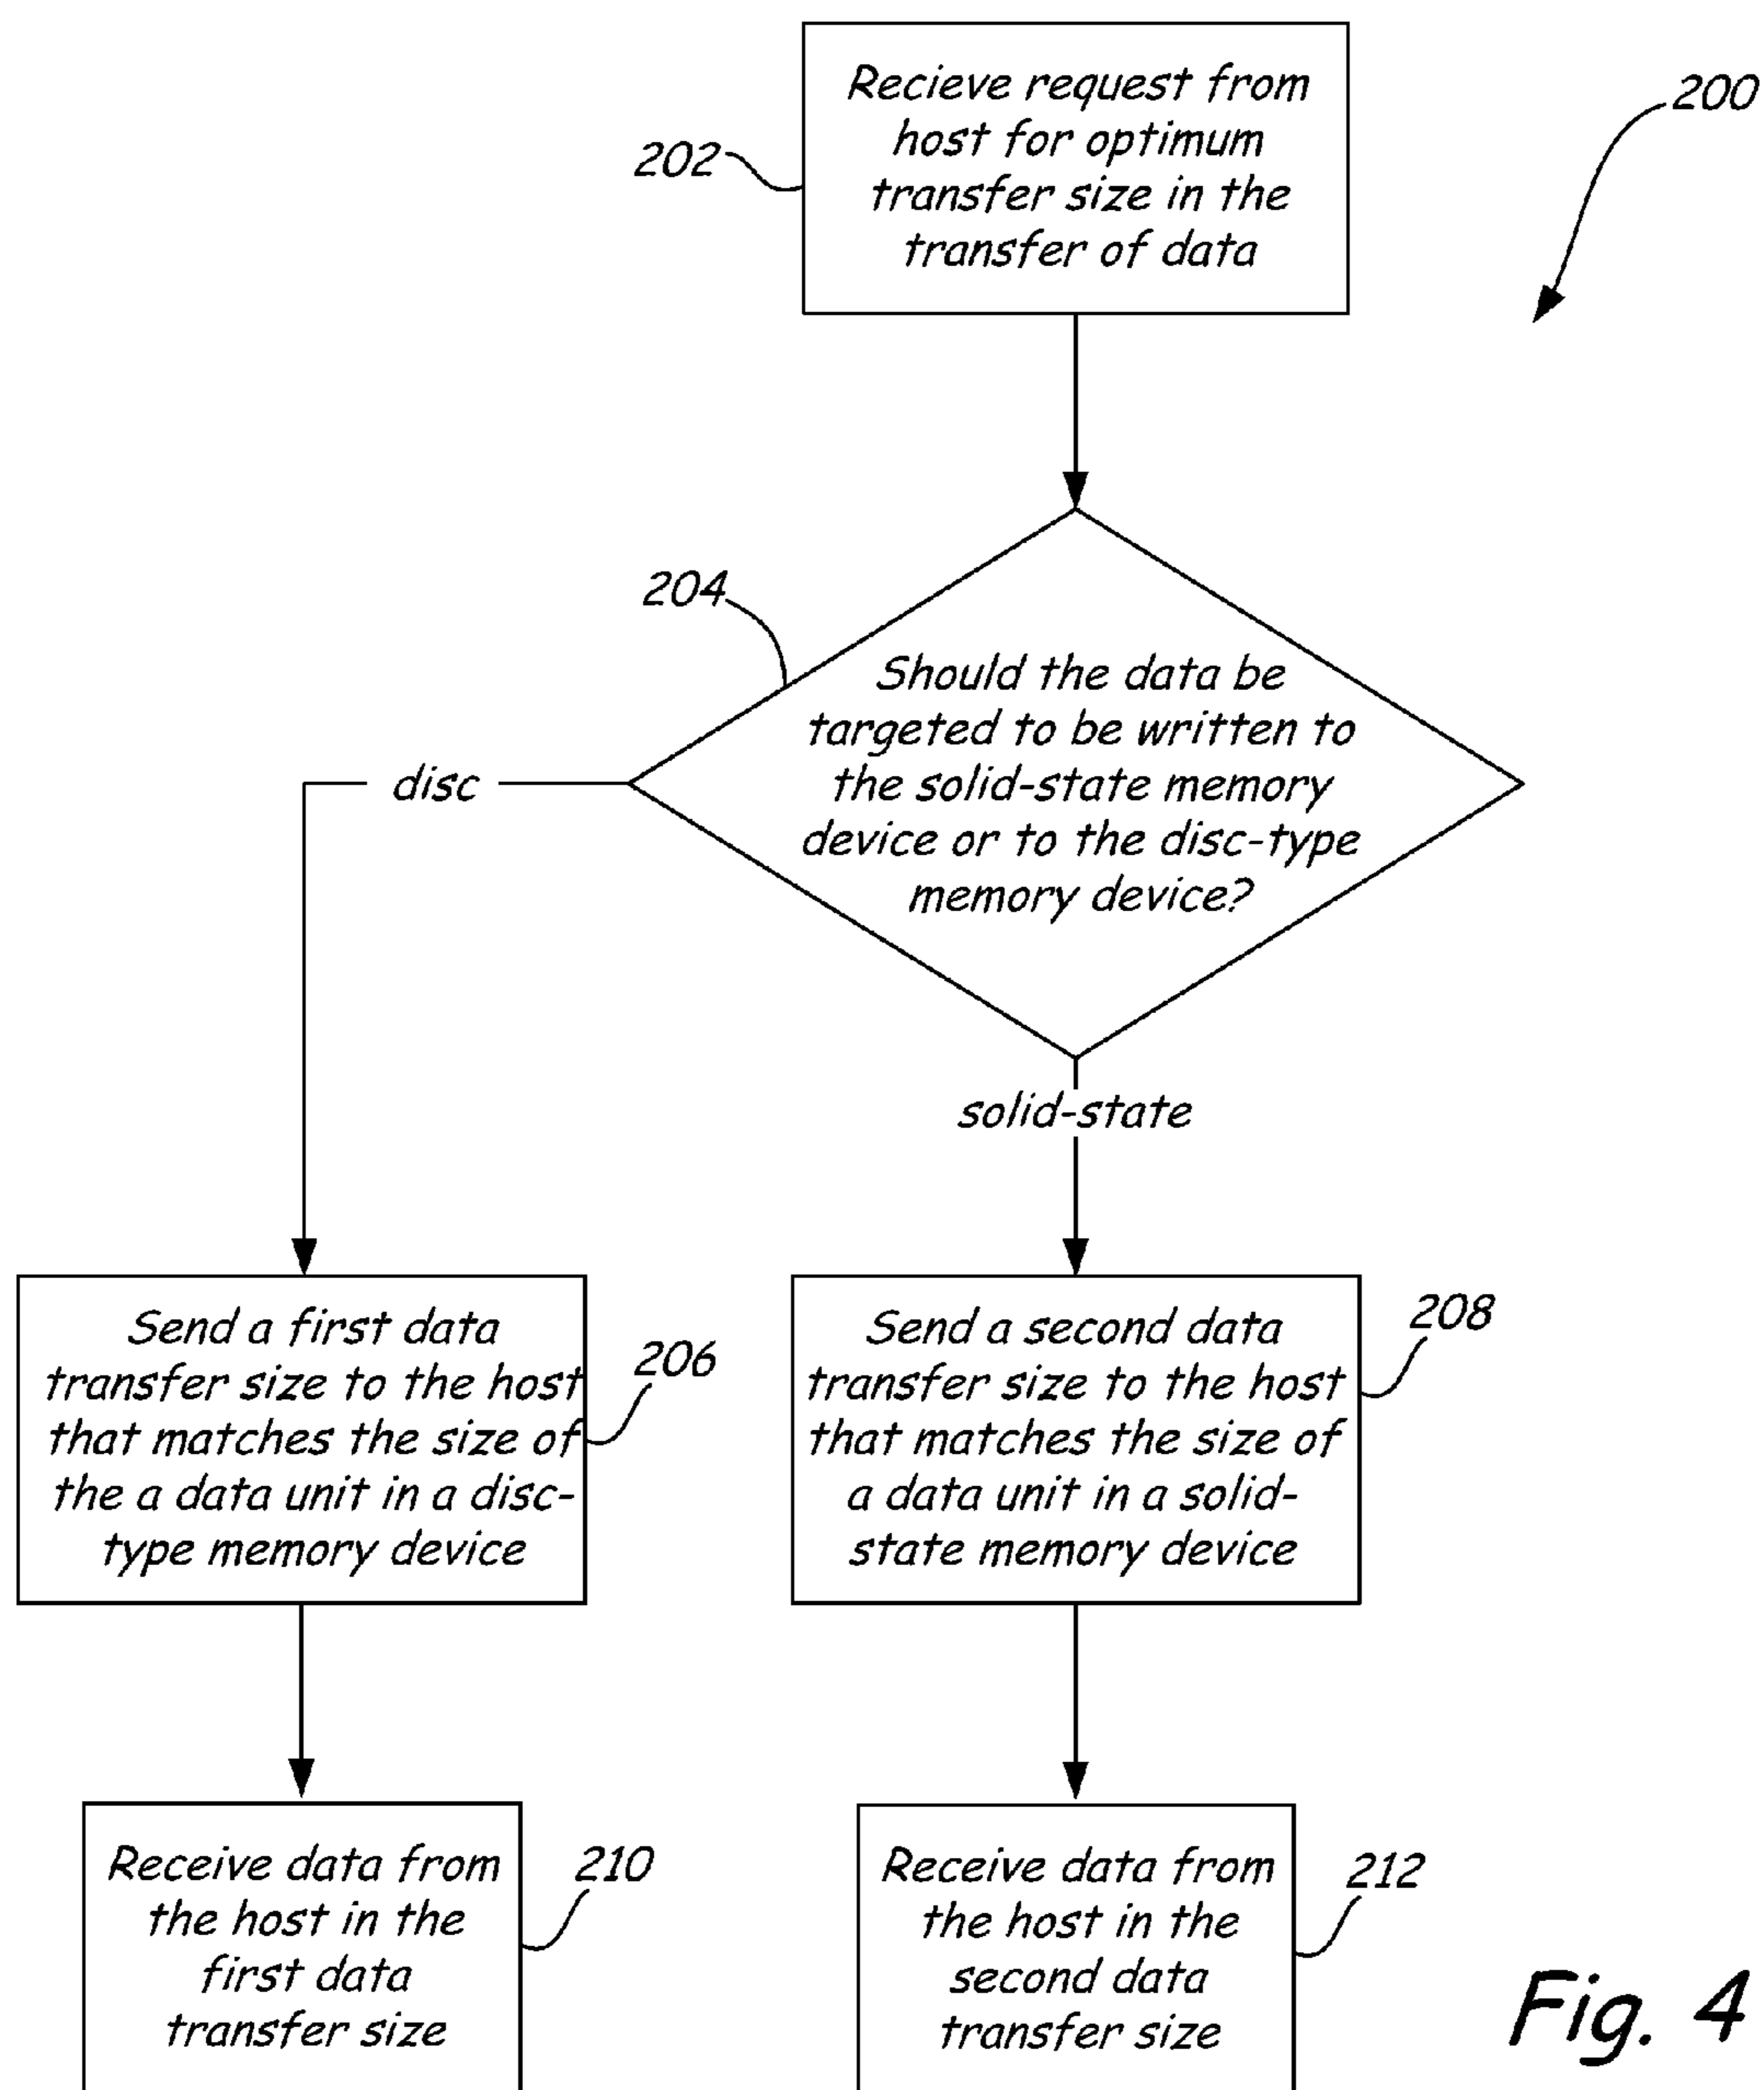 Recieve request from
host for optimum
transfer size in the
transfer of data
200
202
204
Should the data be
targeted to be written to
the solid-state memory
device or to the disc-type
memory device?
disc
solid-state
Send a first data
transfer size to the host
that matches the size of
the a data unit in a disc-
type memory device
206
Send a second data
transfer size to the host
that matches the size of
a data unit in a solid-
state memory device
208
Receive data from
the host in the
first data
transfer size
210
Receive data from
the host in the
second data
transfer size
212
Fig. 4